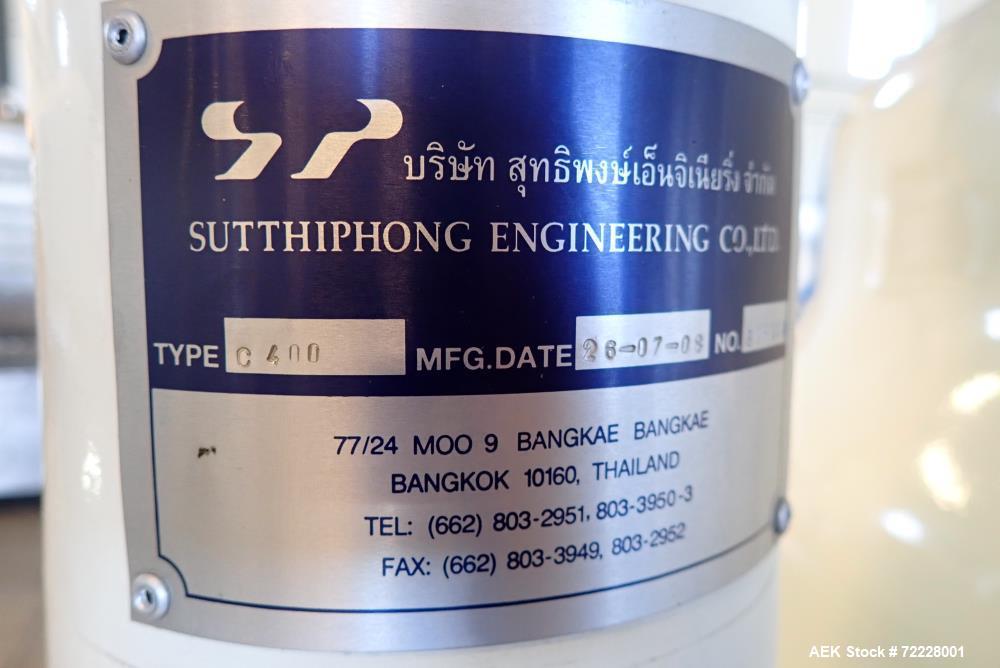 SP
บริษัท สุทธิพงษ์เอ็นจิเนียริ่ง จำกัด
SUTTHIPHONG ENGINEERING CO.,LTD.
TYPE C 400 MFG.DATE 26-07-08 NO.
77/24 MOO 9 BANGKAE BANGKAE
BANGKOK 10160, THAILAND
TEL: (662) 803-2951, 803-3950-3
FAX: (662) 803-3949, 803-2952
AEK Stock # 72228001